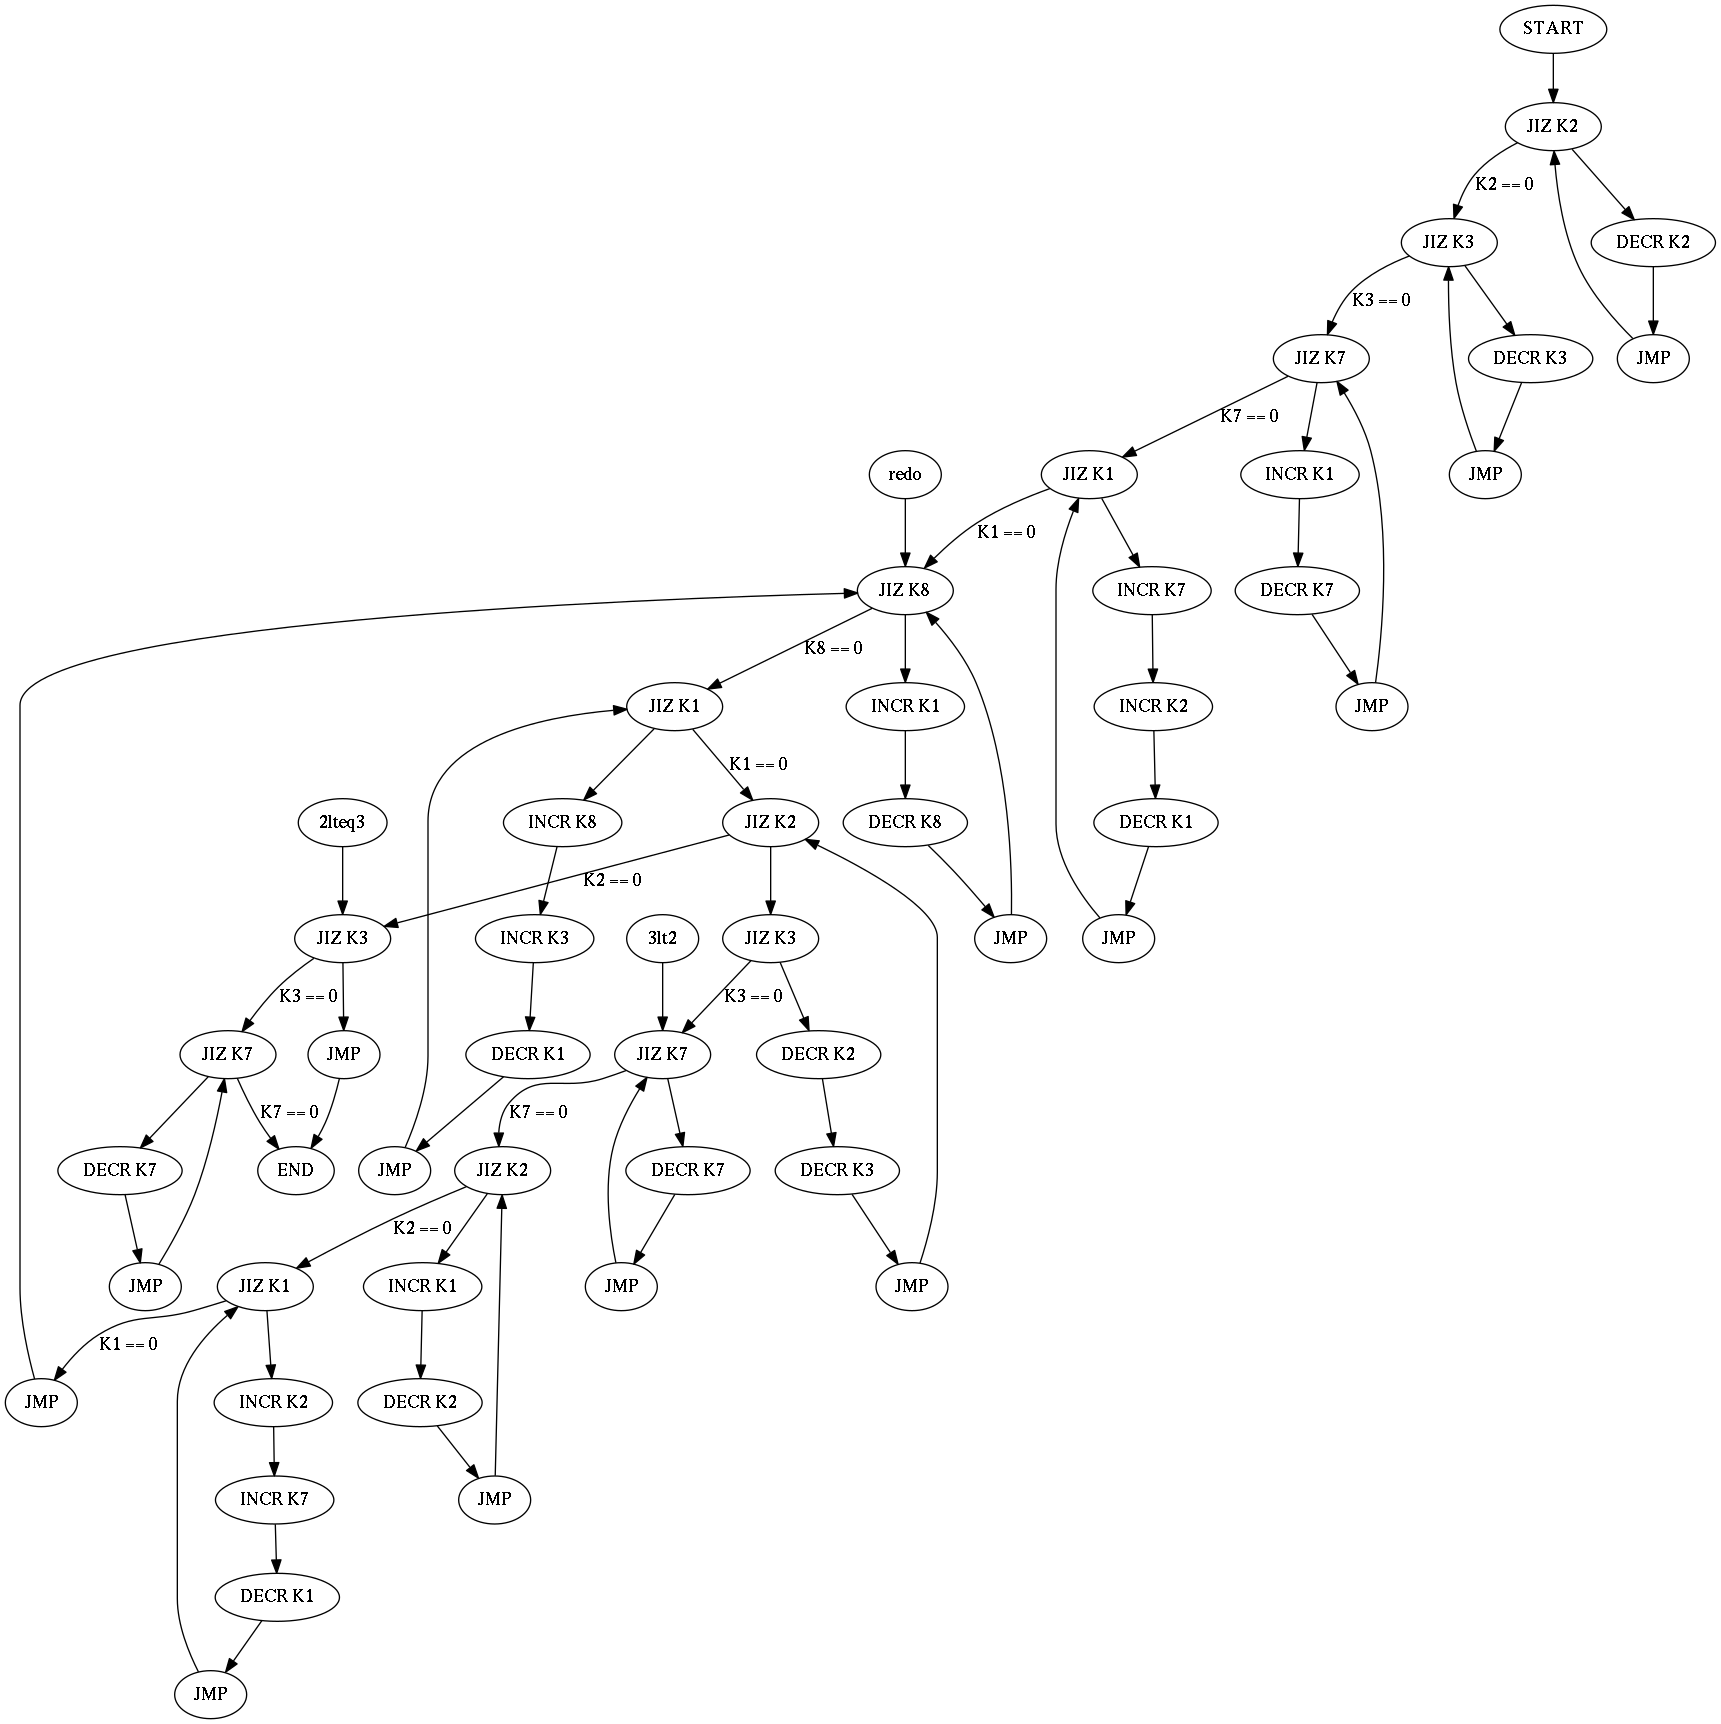 START
JIZ K2
K2 == 0
JIZ K3
DECR K2
K3 == 0
JIZ K7
DECR K3
JMP
K7 == 0
redo
JIZ K1
INCR K1
JMP
K1 == 0
JIZ K8
INCR K7
DECR K7
K8 == 0
JIZ K1
INCR K1
INCR K2
JMP
K1 == 0
2lteq3
INCR K8
JIZ K2
DECR K8
DECR K1
K2 == 0
JIZ K3
INCR K3
3lt2
JIZ K3
JMP
JMP
K3 == 0
K3 == 0
JIZ K7
JMP
DECR K1
JIZ K7
DECR K2
K7 == 0
K7 == 0
DECR K7
END
JMP
JIZ K2
DECR K7
DECR K3
K2 == 0
JMP
JIZ K1
INCR K1
JMP
JMP
K1 == 0
JMP
INCR K2
DECR K2
INCR K7
JMP
DECR K1
JMP